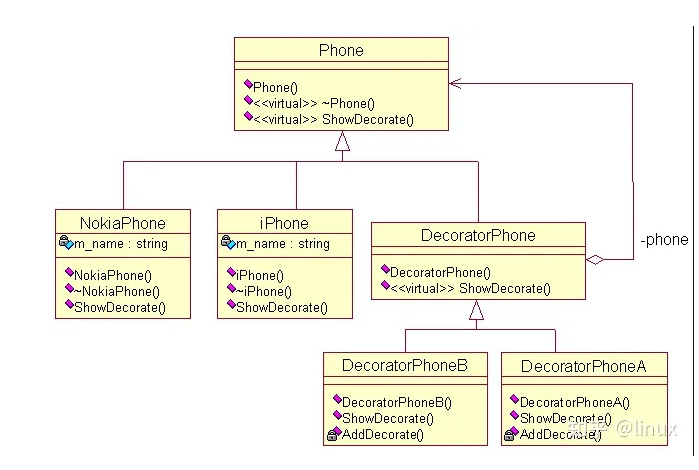 Phone
Phone()
<<virtual>> ~Phone()
<<virtual>> ShowDecorate()
NokiaPhone
m_name : string
NokiaPhone()
~NokiaPhone()
ShowDecorate()
iPhone
m_name : string
iPhone()
~iPhone()
ShowDecorate()
DecoratorPhone
DecoratorPhone()
<<virtual>> ShowDecorate()
-phone
DecoratorPhoneB
DecoratorPhoneB()
ShowDecorate()
AddDecorate()
DecoratorPhoneA
DecoratorPhoneA()
ShowDecorate()
AddDecorate()
知乎 @linux